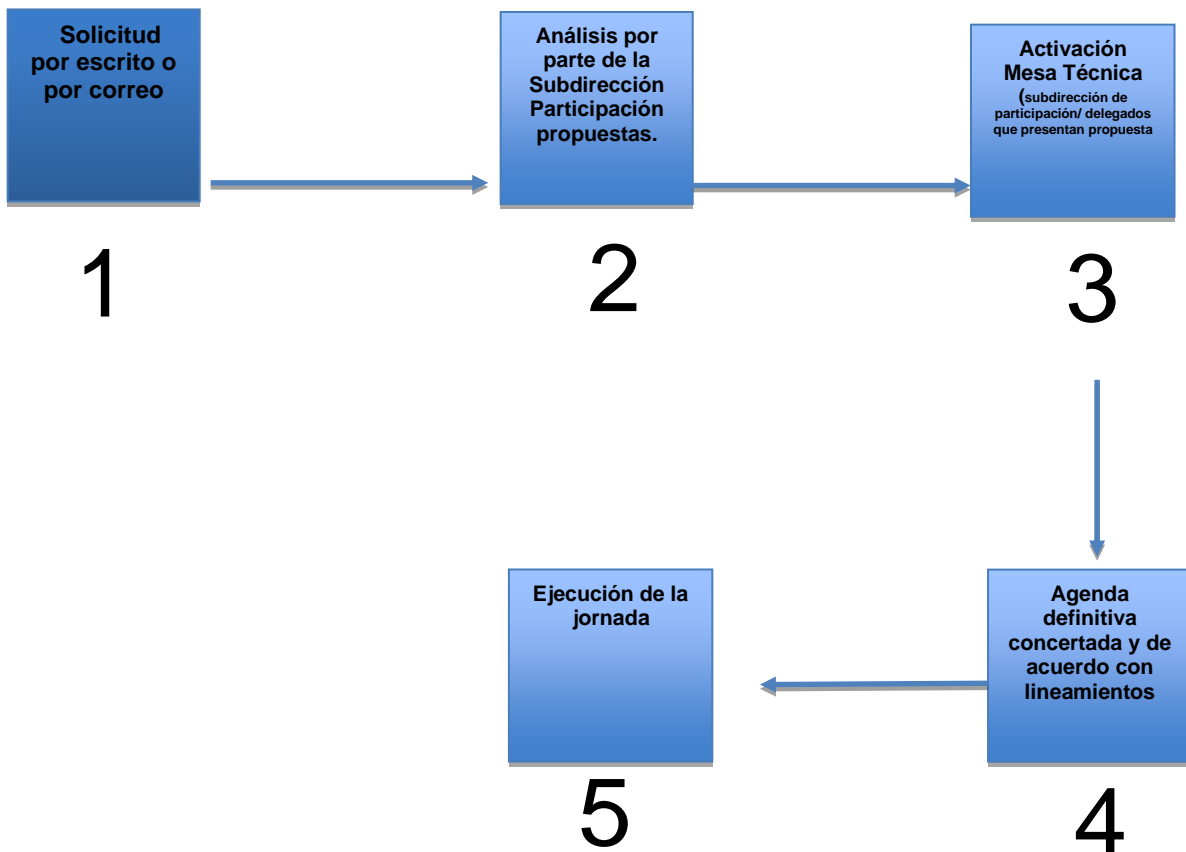 Solicitud
por escrito o
por correo
1
Análisis por
parte de la
Subdirección
Participación
propuestas.
2
Activación
Mesa Técnica
(subdirección de
participación/ delegados
que presentan propuesta
3
Agenda
definitiva
concertada y de
acuerdo con
lineamientos
4
Ejecución de la
jornada
5